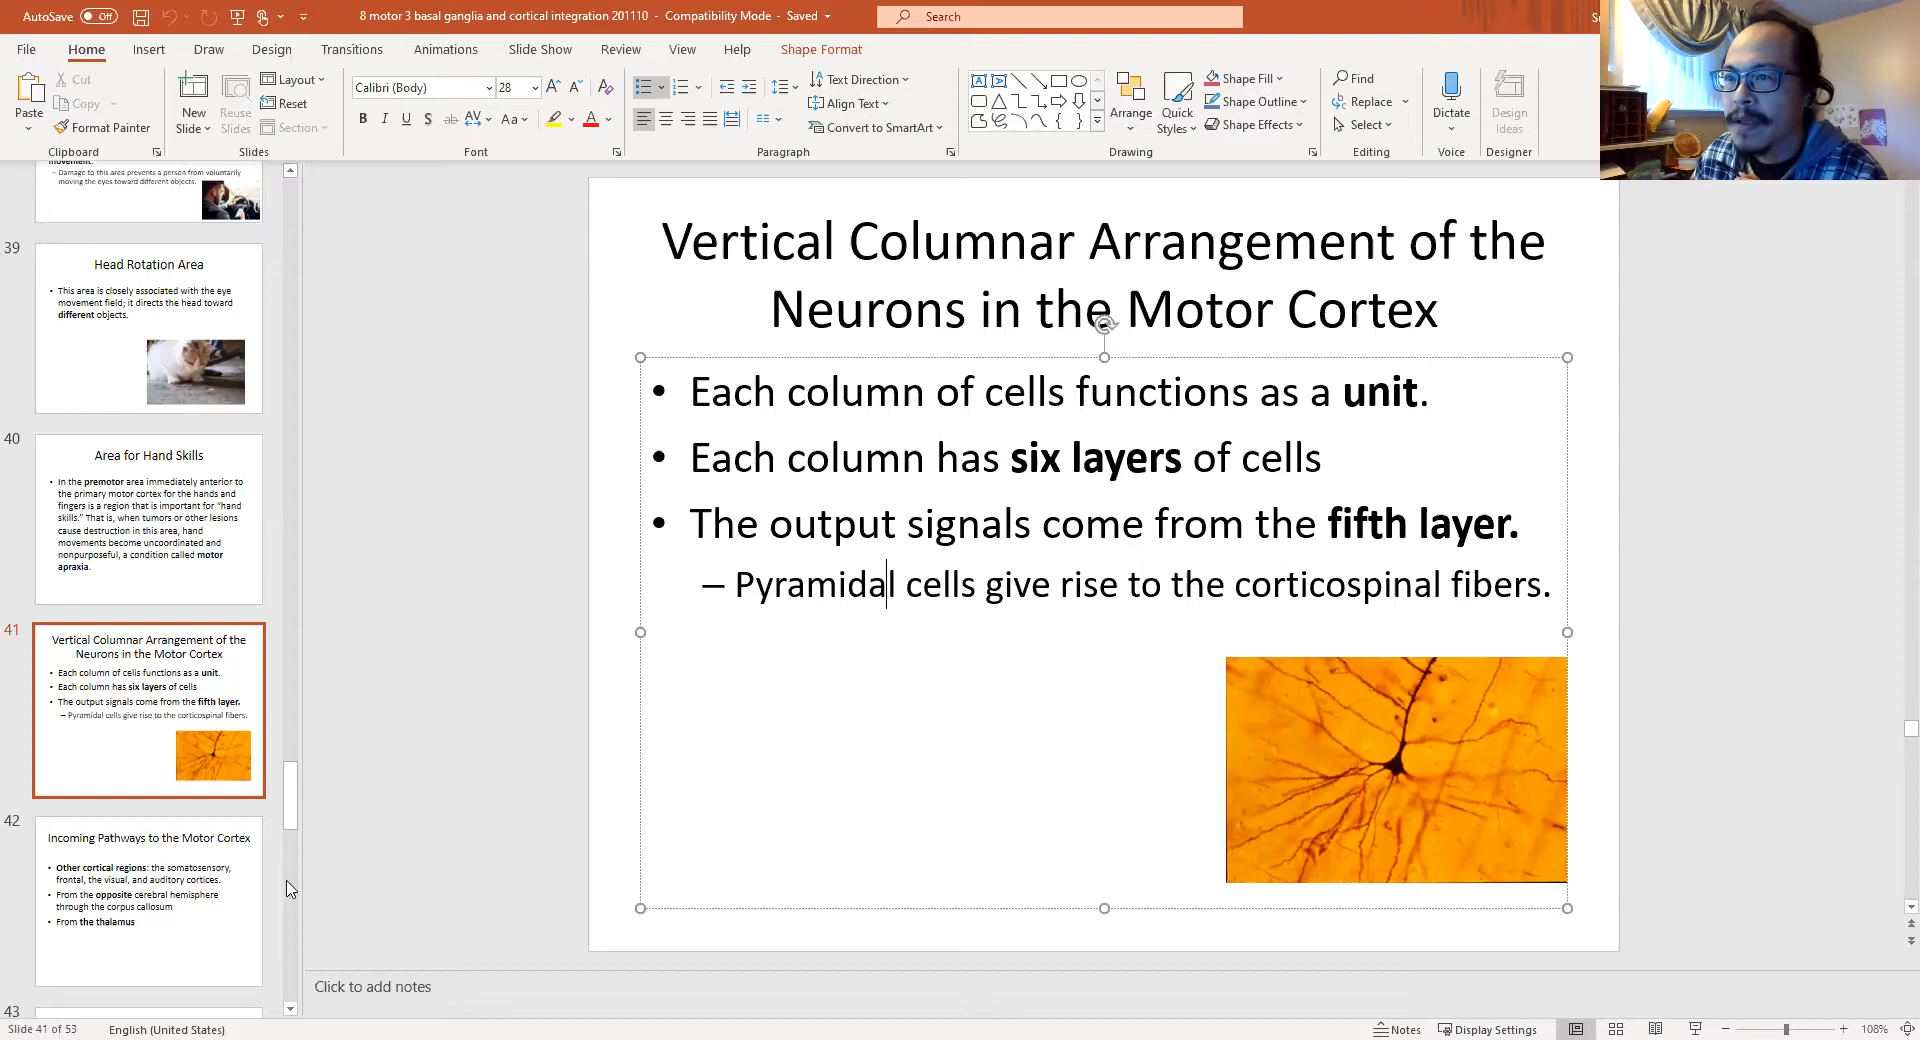 AutoSave Off
8 motor 3 basal ganglia and cortical integration 201110 - Compatibility Mode - Saved
Search
File Home Insert Draw Design Transitions Animations Slide Show Review View Help Shape Format
Paste
Cut
Copy
Format Painter
Clipboard
New Slide
Reuse Slides
Layout
Reset
Section
Slides
Calibri (Body) 28
B I U S ab AV Aa A
Font
Text Direction
Align Text
Convert to SmartArt
Paragraph
Arrange
Quick Styles
Shape Fill
Shape Outline
Shape Effects
Drawing
Find
Replace
Select
Editing
Dictate
Voice
Design Ideas
Designer
movement.
– Damage to this area prevents a person from voluntarily
moving the eyes toward different objects.
39
Head Rotation Area
• This area is closely associated with the eye
movement field; it directs the head toward
different objects.
40
Area for Hand Skills
• In the premotor area immediately anterior to
the primary motor cortex for the hands and
fingers is a region that is important for “hand
skills.” That is, when tumors or other lesions
cause destruction in this area, hand
movements become uncoordinated and
nonpurposeful, a condition called motor
apraxia.
41
Vertical Columnar Arrangement of the
Neurons in the Motor Cortex
• Each column of cells functions as a unit.
• Each column has six layers of cells
• The output signals come from the fifth layer.
– Pyramidal cells give rise to the corticospinal fibers.
42
Incoming Pathways to the Motor Cortex
• Other cortical regions: the somatosensory,
frontal, the visual, and auditory cortices.
• From the opposite cerebral hemisphere
through the corpus callosum
• From the thalamus
43
Vertical Columnar Arrangement of the
Neurons in the Motor Cortex
• Each column of cells functions as a unit.
• Each column has six layers of cells
• The output signals come from the fifth layer.
– Pyramidal cells give rise to the corticospinal fibers.
Click to add notes
Slide 41 of 53 English (United States)
Notes Display Settings 108%